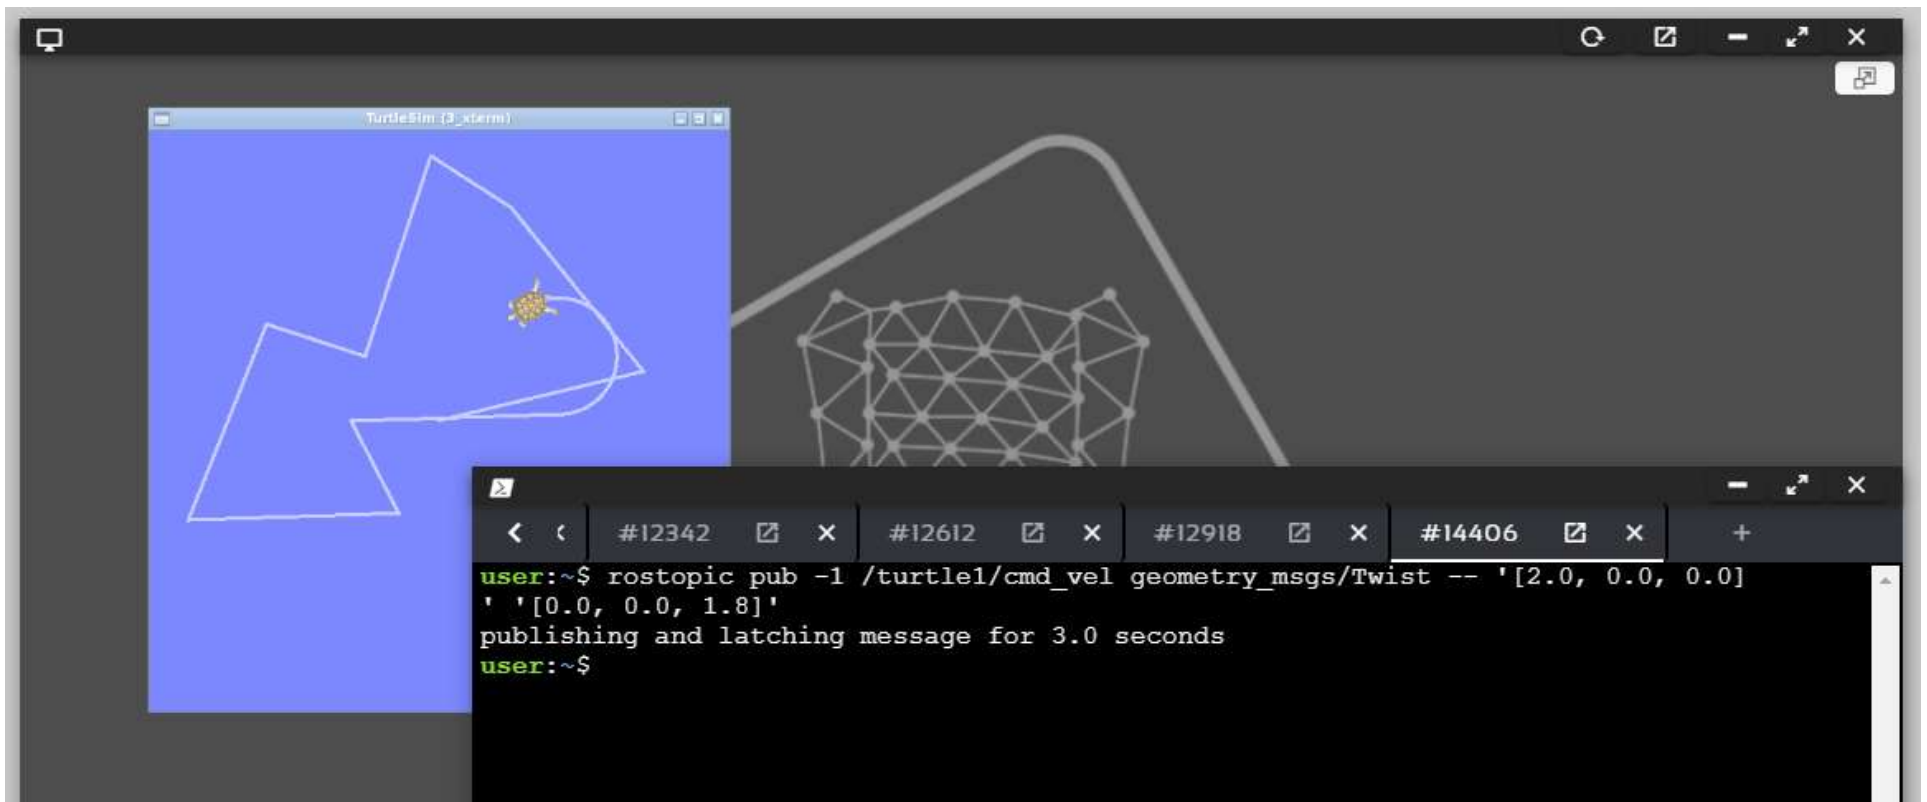 TurtleSim (3_xterm)
#12342 #12612 #12918 #14406
user:~$ rostopic pub -1 /turtle1/cmd_vel geometry_msgs/Twist -- '[2.0, 0.0, 0.0]
' '[0.0, 0.0, 1.8]'
publishing and latching message for 3.0 seconds
user:~$